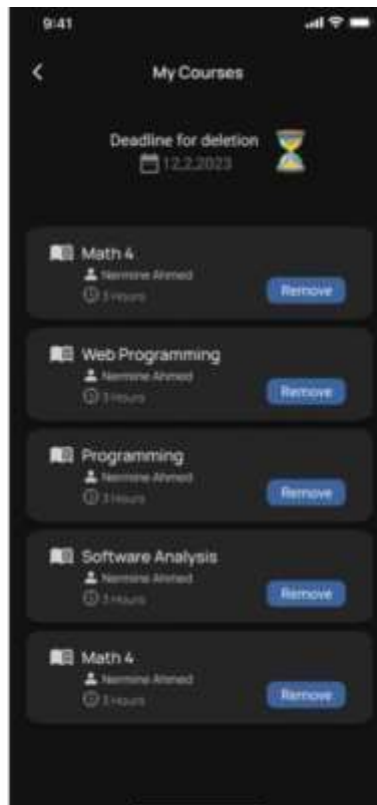 9:41
My Courses
Deadline for deletion
12.2.2023
Math 4
Nermine Ahmed
3 Hours
Remove
Web Programming
Nermine Ahmed
3 Hours
Remove
Programming
Nermine Ahmed
3 Hours
Remove
Software Analysis
Nermine Ahmed
3 Hours
Remove
Math 4
Nermine Ahmed
3 Hours
Remove